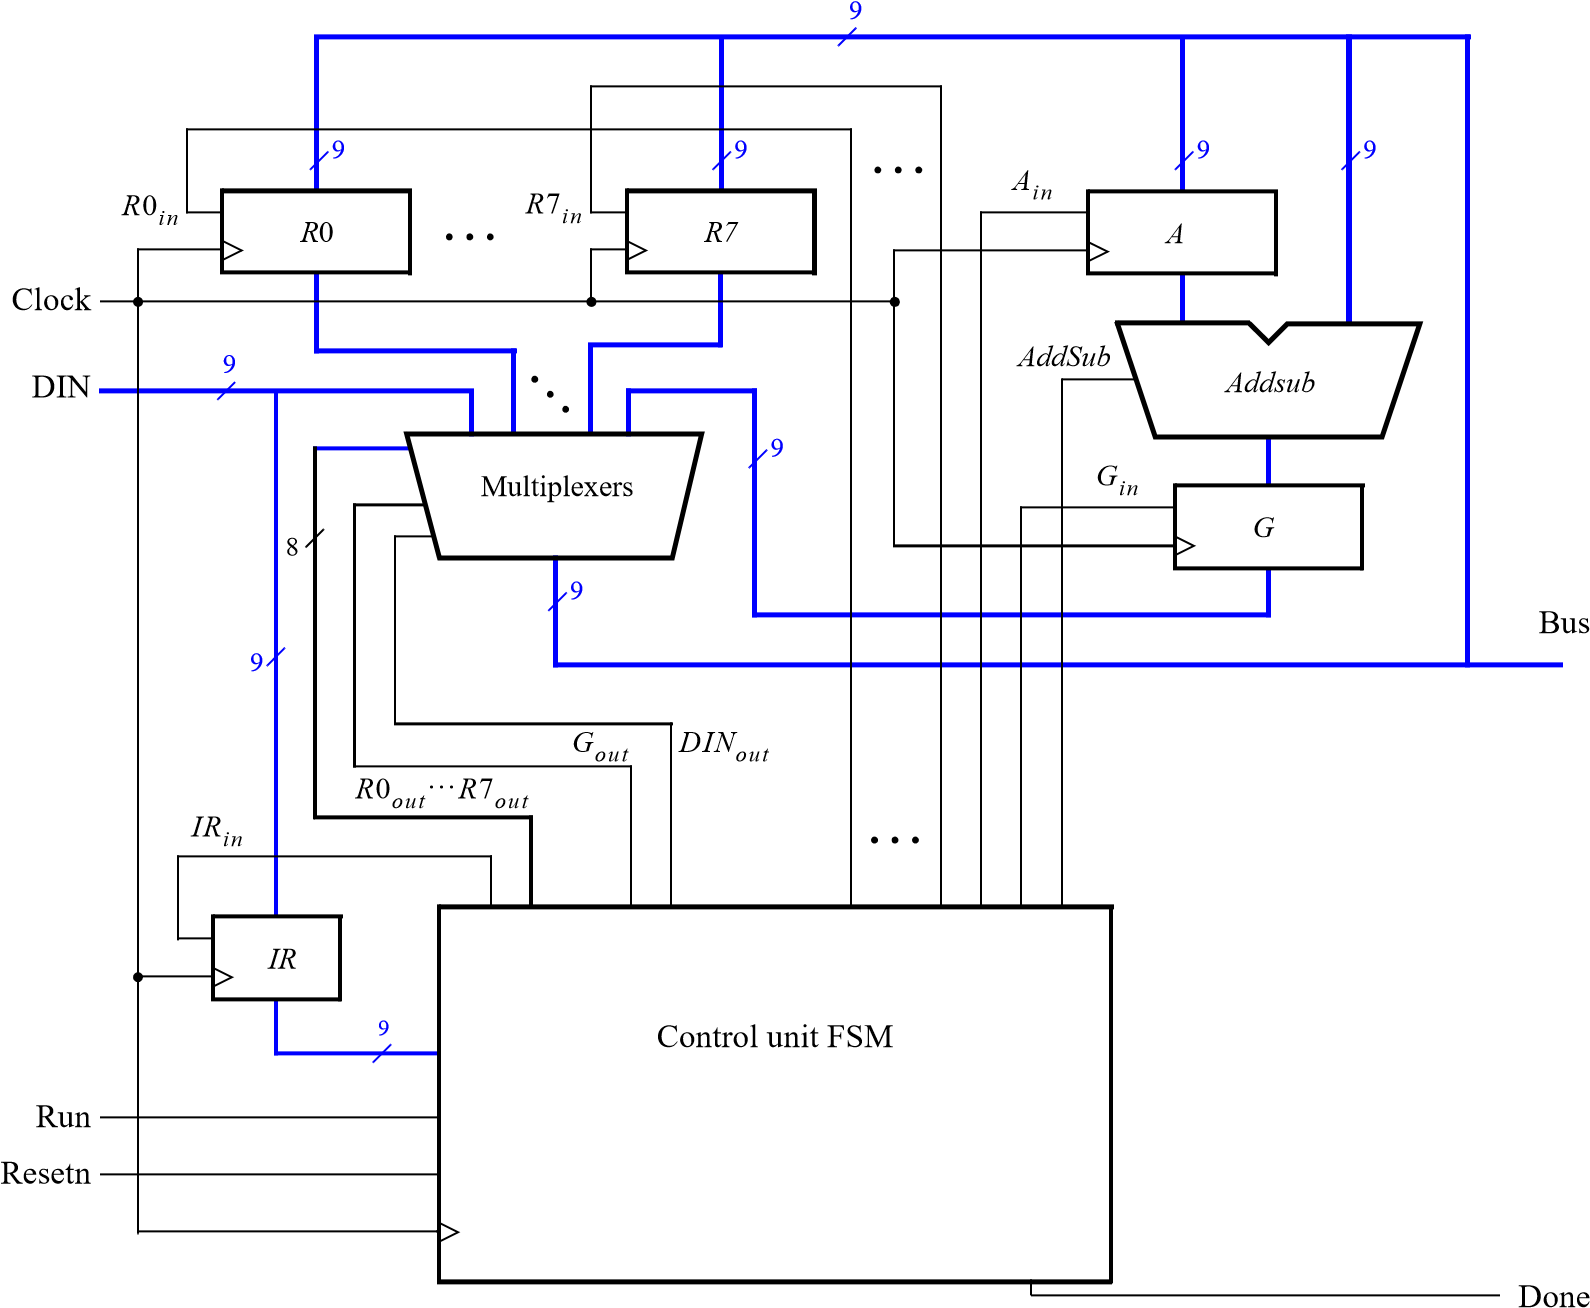 9
9 9 9 9
R0in R7in ... Ain
R0 ... R7 A
Clock
DIN 9 AddSub Addsub
9
Multiplexers Gin
8 G
9
Bus
9
Gout DINout
R0out...R7out
IRin ...
IR
9
Control unit FSM
Run
Resetn
Done